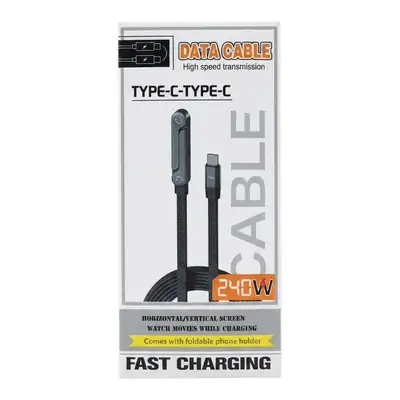 DATA CABLE
High speed transmission
TYPE-C-TYPE-C
CABLE
240W
HORIZONTAL/VERTICAL SCREEN
WATCH MOVIES WHILE CHARGING
Comes with foldable phone holder
FAST CHARGING